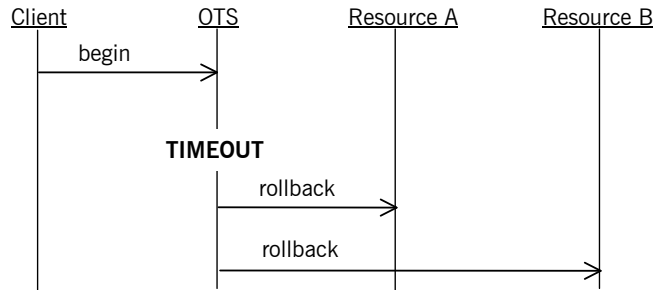 Client OTS Resource A Resource B
begin
TIMEOUT
rollback
rollback